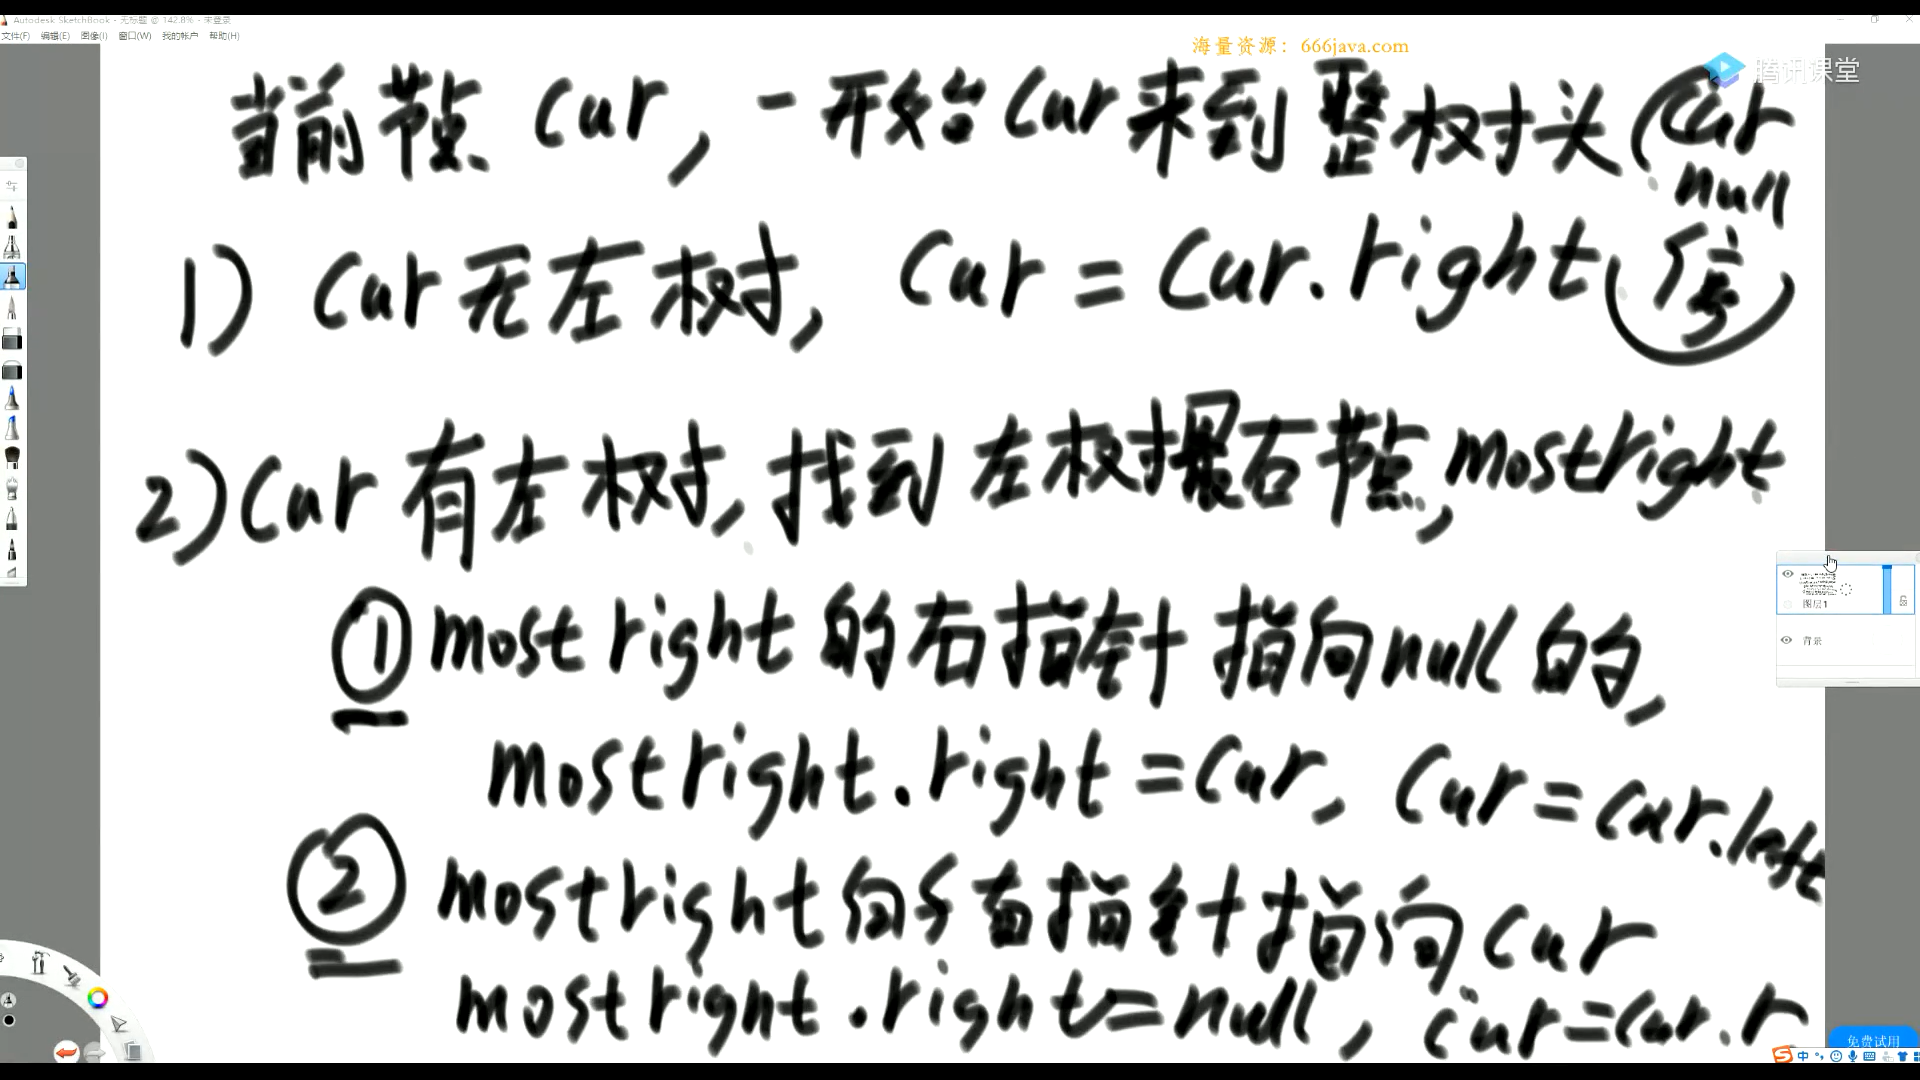 Autodesk SketchBook - 无标题 @ 142.8% - 未登录
文件(F) 编辑(E) 图像(I) 窗口(W) 我的帐户 帮助(H)
海量资源：666java.com
腾讯课堂
当前节点 cur, 一开始cur来到整树头 (cur
null
1) cur无左树, cur = cur.right 停)
2) cur有左树, 找到左树最右节点, mostright
① mostright的右指针指向null的,
mostright.right = cur, cur = cur.left
② mostright的右指针指向cur
mostright.right = null, cur = cur.r
图层1
背景
免费试用
中